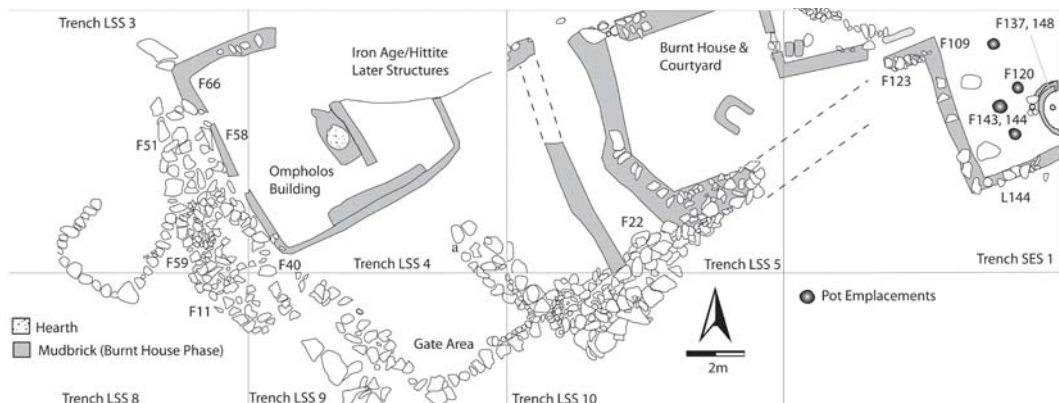 Trench LSS 3
F66
F51
F58
Iron Age/Hittite
Later Structures
Ompholos
Building
Burnt House &
Courtyard
F137, 148
F109
F123
F120
F143, 144
L144
F22
a
F59
F40
F11
Trench LSS 4
Trench LSS 5
Trench SES 1
Hearth
Mudbrick (Burnt House Phase)
Gate Area
2m
Pot Emplacements
Trench LSS 8
Trench LSS 9
Trench LSS 10